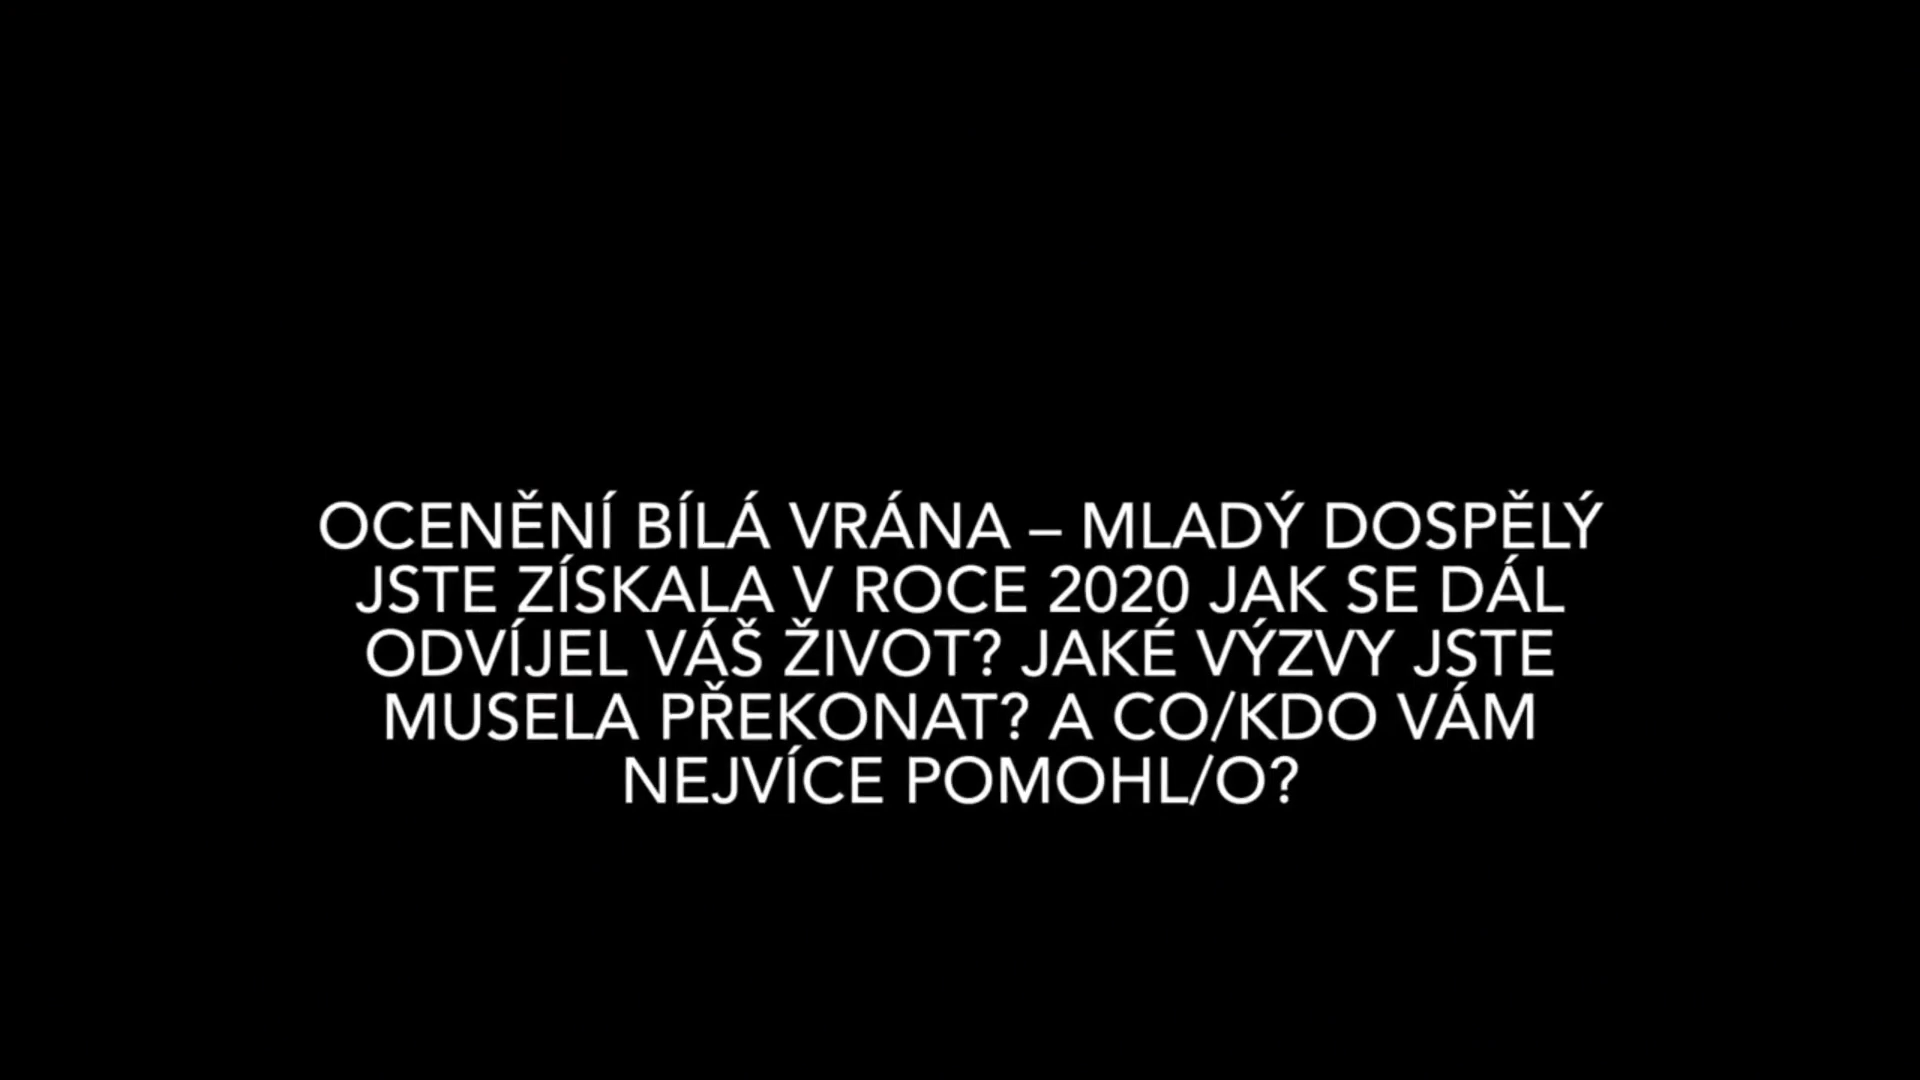 OCENĚNÍ BÍLÁ VRÁNA – MLADÝ DOSPĚLÝ
JSTE ZÍSKALA V ROCE 2020 JAK SE DÁL
ODVÍJEL VÁŠ ŽIVOT? JAKÉ VÝZVY JSTE
MUSELA PŘEKONAT? A CO/KDO VÁM
NEJVÍCE POMOHL/O?